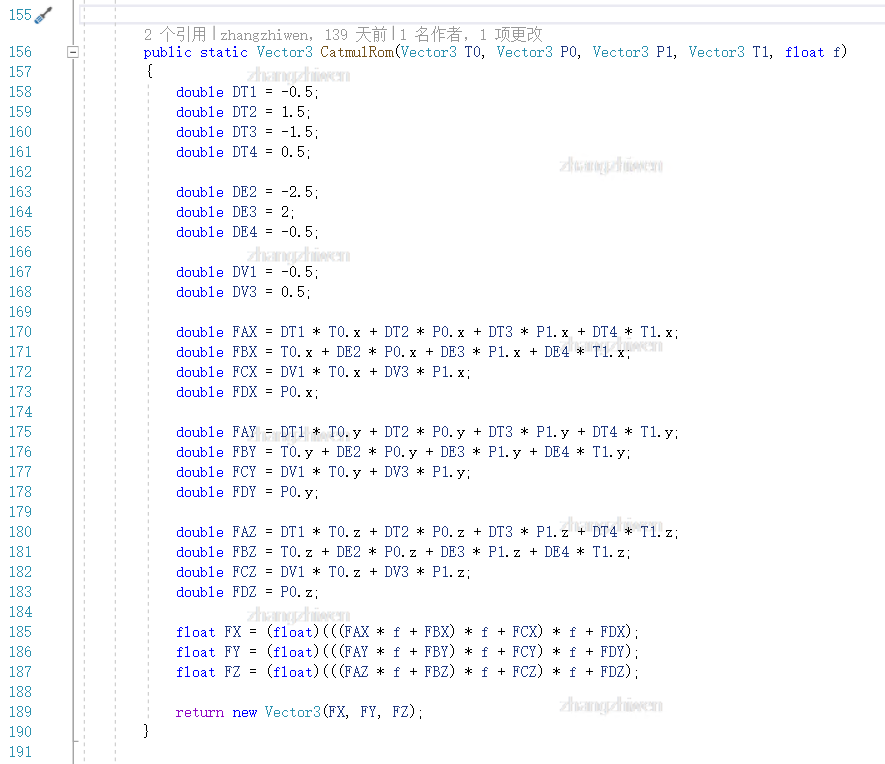 155
2 个引用 | zhangzhiwen，139 天前 | 1 名作者，1 项更改
156 public static Vector3 CatmulRom(Vector3 T0, Vector3 P0, Vector3 P1, Vector3 T1, float f)
157 {
158 double DT1 = -0.5;
159 double DT2 = 1.5;
160 double DT3 = -1.5;
161 double DT4 = 0.5;
162
163 double DE2 = -2.5;
164 double DE3 = 2;
165 double DE4 = -0.5;
166
167 double DV1 = -0.5;
168 double DV3 = 0.5;
169
170 double FAX = DT1 * T0.x + DT2 * P0.x + DT3 * P1.x + DT4 * T1.x;
171 double FBX = T0.x + DE2 * P0.x + DE3 * P1.x + DE4 * T1.x;
172 double FCX = DV1 * T0.x + DV3 * P1.x;
173 double FDX = P0.x;
174
175 double FAY = DT1 * T0.y + DT2 * P0.y + DT3 * P1.y + DT4 * T1.y;
176 double FBY = T0.y + DE2 * P0.y + DE3 * P1.y + DE4 * T1.y;
177 double FCY = DV1 * T0.y + DV3 * P1.y;
178 double FDY = P0.y;
179
180 double FAZ = DT1 * T0.z + DT2 * P0.z + DT3 * P1.z + DT4 * T1.z;
181 double FBZ = T0.z + DE2 * P0.z + DE3 * P1.z + DE4 * T1.z;
182 double FCZ = DV1 * T0.z + DV3 * P1.z;
183 double FDZ = P0.z;
184
185 float FX = (float)(((FAX * f + FBX) * f + FCX) * f + FDX);
186 float FY = (float)(((FAY * f + FBY) * f + FCY) * f + FDY);
187 float FZ = (float)(((FAZ * f + FBZ) * f + FCZ) * f + FDZ);
188
189 return new Vector3(FX, FY, FZ);
190 }
191
zhangzhiwen
zhangzhiwen
zhangzhiwen
zhangzhiwen
zhangzhiwen
zhangzhiwen
zhangzhiwen
zhangzhiwen